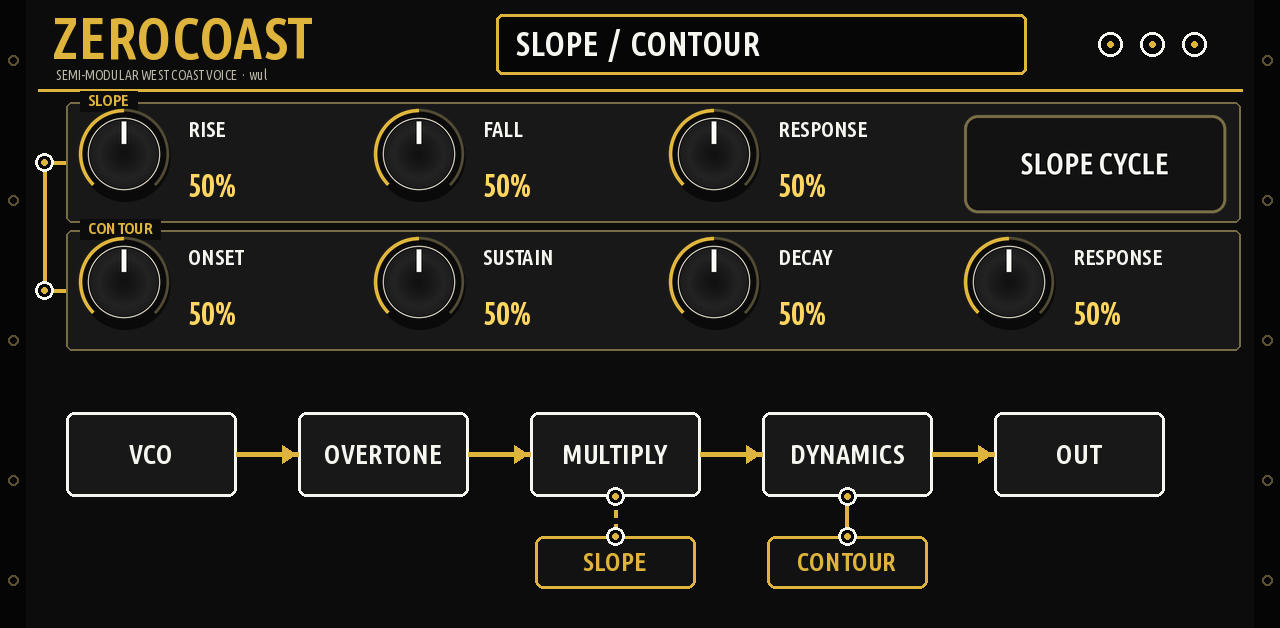 ZEROCOAST
SEMI-MODULAR WEST COAST VOICE · wul
SLOPE / CONTOUR
SLOPE
RISE
50%
FALL
50%
RESPONSE
50%
SLOPE CYCLE
CONTOUR
ONSET
50%
SUSTAIN
50%
DECAY
50%
RESPONSE
50%
VCO
OVERTONE
MULTIPLY
DYNAMICS
OUT
SLOPE
CONTOUR